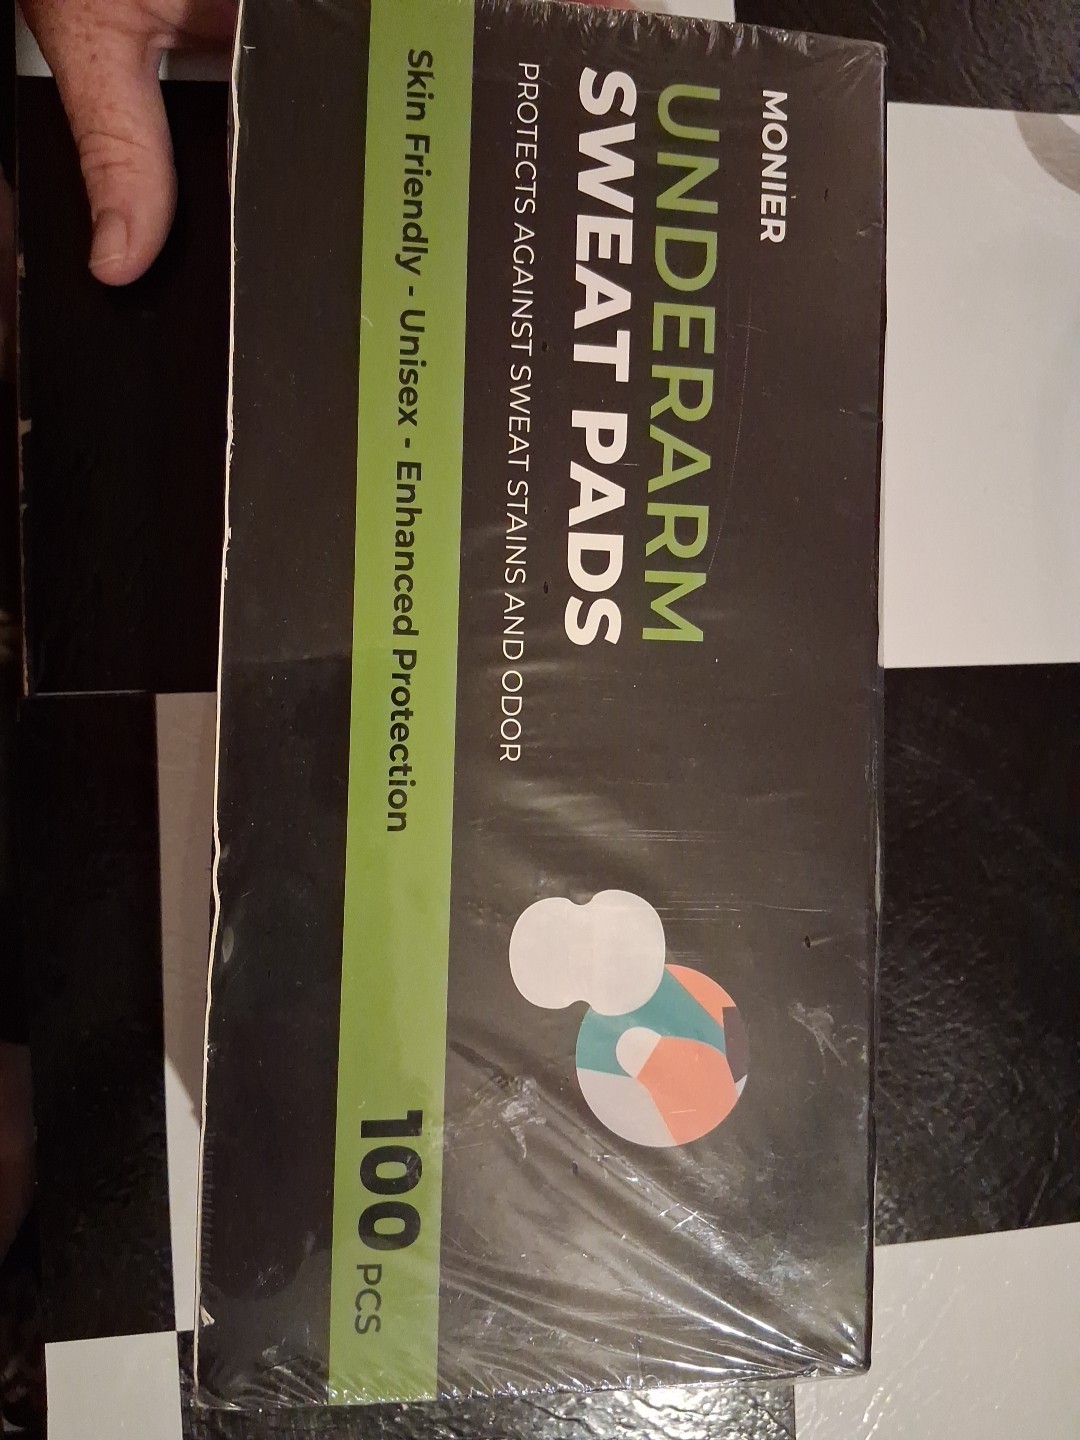 MONIER
UNDERARM
SWEAT PADS
PROTECTS AGAINST SWEAT STAINS AND ODOR
Skin Friendly - Unisex - Enhanced Protection
100 PCS